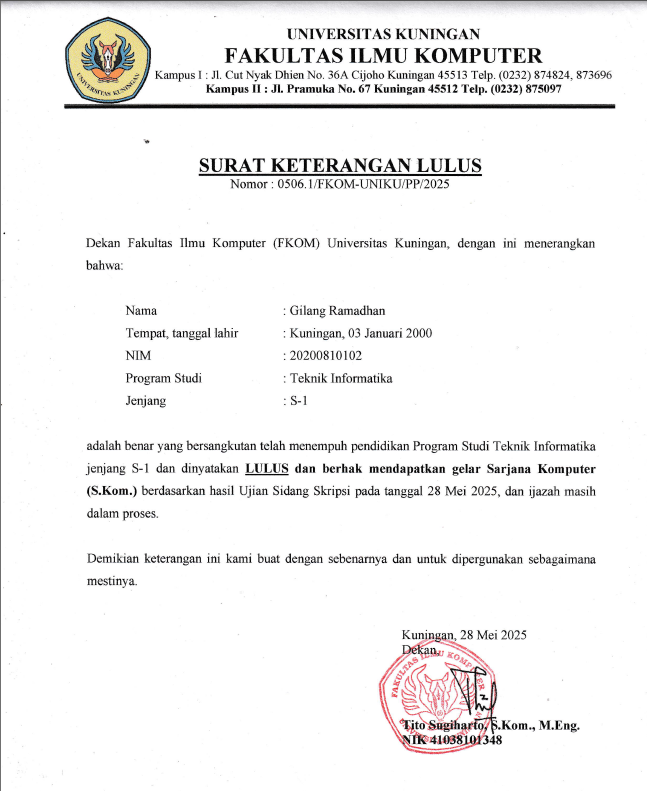 UNIVERSITAS KUNINGAN
FAKULTAS ILMU KOMPUTER
Kampus I : Jl. Cut Nyak Dhien No. 36A Cijoho Kuningan 45513 Telp. (0232) 874824, 873696
Kampus II : Jl. Pramuka No. 67 Kuningan 45512 Telp. (0232) 875097
UNIVERSITAS KUNINGAN
SURAT KETERANGAN LULUS
Nomor : 0506.1/FKOM-UNIKU/PP/2025
Dekan Fakultas Ilmu Komputer (FKOM) Universitas Kuningan, dengan ini menerangkan
bahwa:
Nama : Gilang Ramadhan
Tempat, tanggal lahir : Kuningan, 03 Januari 2000
NIM : 20200810102
Program Studi : Teknik Informatika
Jenjang : S-1
adalah benar yang bersangkutan telah menempuh pendidikan Program Studi Teknik Informatika
jenjang S-1 dan dinyatakan LULUS dan berhak mendapatkan gelar Sarjana Komputer
(S.Kom.) berdasarkan hasil Ujian Sidang Skripsi pada tanggal 28 Mei 2025, dan ijazah masih
dalam proses.
Demikian keterangan ini kami buat dengan sebenarnya dan untuk dipergunakan sebagaimana
mestinya.
Kuningan, 28 Mei 2025
Dekan,
FAKULTAS ILMU KOMPUTER
Tito Sugiharto, S.Kom., M.Eng.
NIK 41038101348